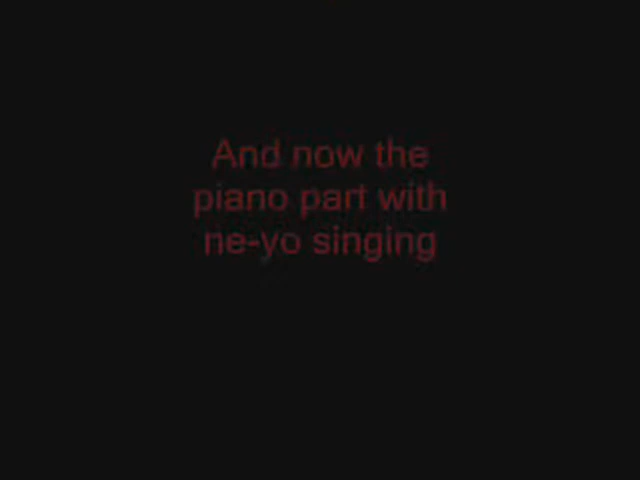 And now the
piano part with
ne-yo singing